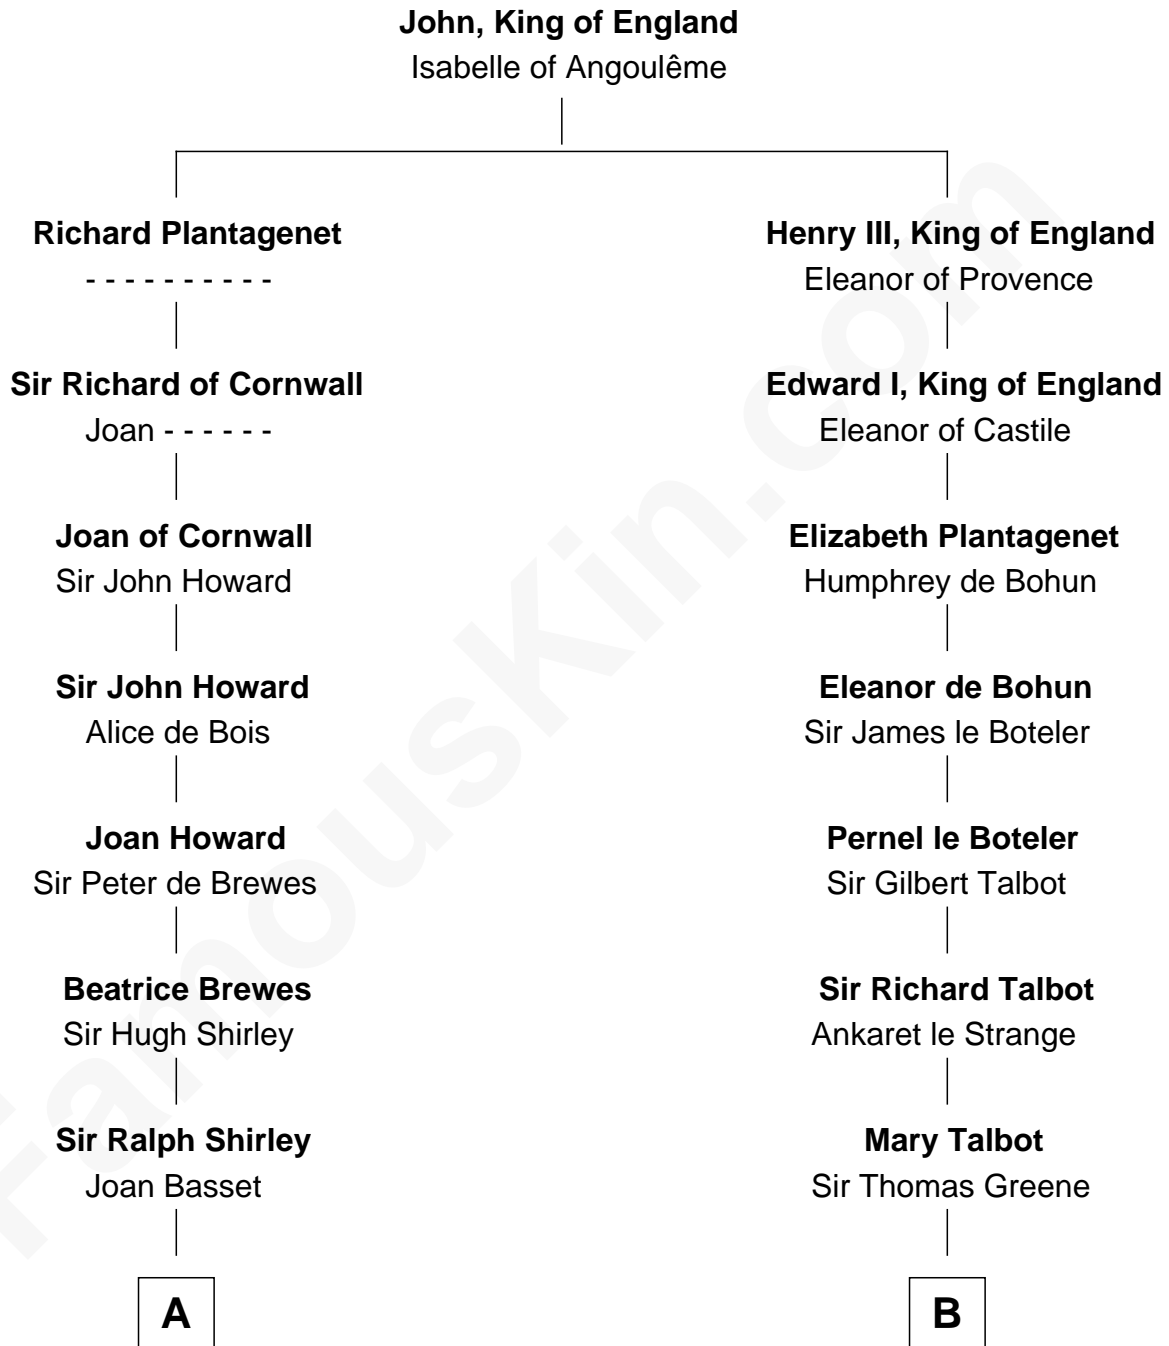 John, King of England
Isabelle of Angoulême
Richard Plantagenet
- - - - - - - - - -
Sir Richard of Cornwall
Joan - - - - - -
Joan of Cornwall
Sir John Howard
Sir John Howard
Alice de Bois
Joan Howard
Sir Peter de Brewes
Beatrice Brewes
Sir Hugh Shirley
Sir Ralph Shirley
Joan Basset
A
Henry III, King of England
Eleanor of Provence
Edward I, King of England
Eleanor of Castile
Elizabeth Plantagenet
Humphrey de Bohun
Eleanor de Bohun
Sir James le Boteler
Pernel le Boteler
Sir Gilbert Talbot
Sir Richard Talbot
Ankaret le Strange
Mary Talbot
Sir Thomas Greene
B
FamousKin.com